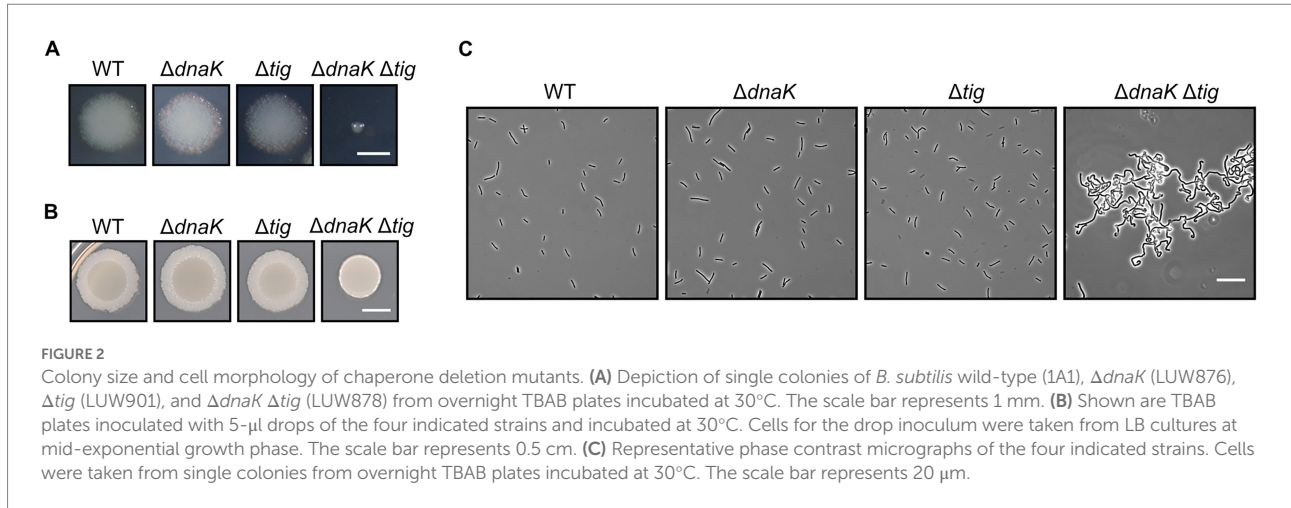 A
WT ΔdnaK Δtig ΔdnaK Δtig
B
WT ΔdnaK Δtig ΔdnaK Δtig
C
WT ΔdnaK Δtig ΔdnaK Δtig
FIGURE 2
Colony size and cell morphology of chaperone deletion mutants. (A) Depiction of single colonies of B. subtilis wild-type (1A1), ΔdnaK (LUW876),
Δtig (LUW901), and ΔdnaK Δtig (LUW878) from overnight TBAB plates incubated at 30°C. The scale bar represents 1 mm. (B) Shown are TBAB
plates inoculated with 5-μl drops of the four indicated strains and incubated at 30°C. Cells for the drop inoculum were taken from LB cultures at
mid-exponential growth phase. The scale bar represents 0.5 cm. (C) Representative phase contrast micrographs of the four indicated strains. Cells
were taken from single colonies from overnight TBAB plates incubated at 30°C. The scale bar represents 20 μm.